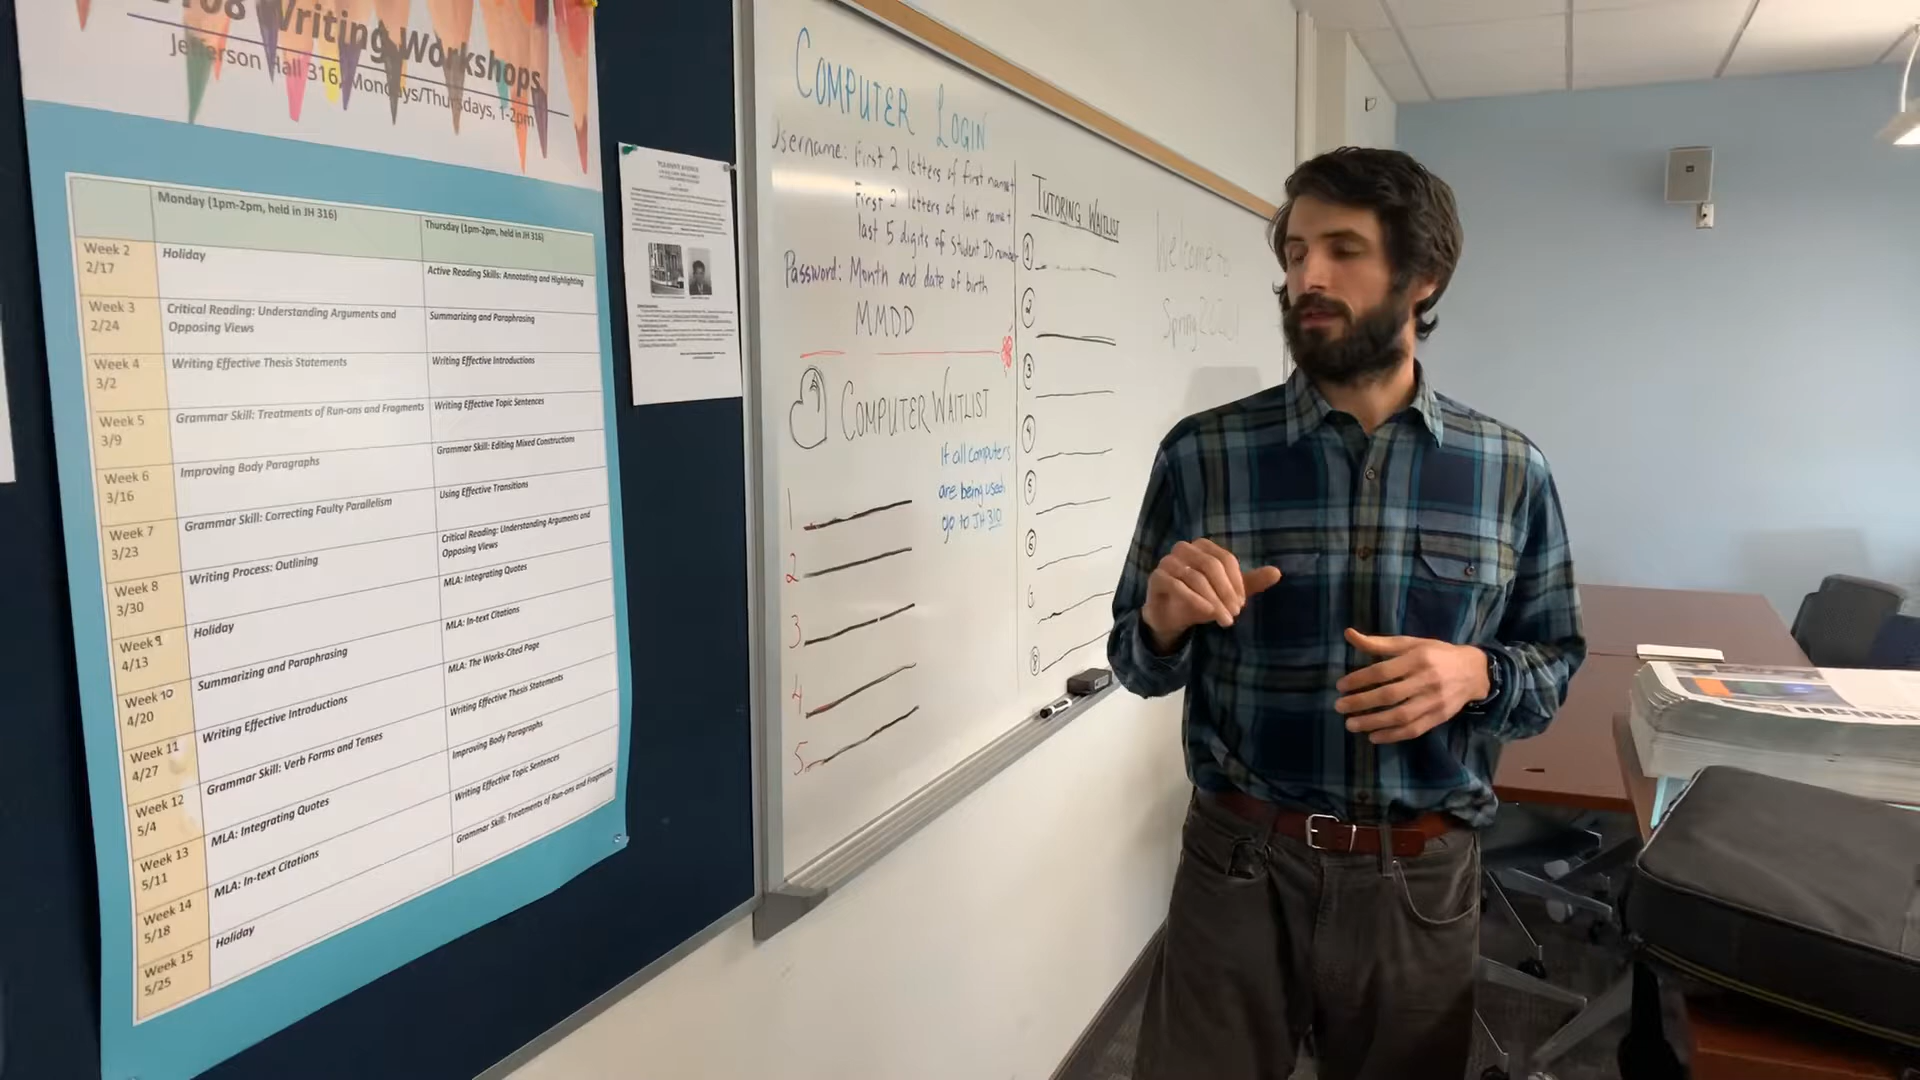 Writing Workshops
Jefferson Hall 316, Mondays/Thursdays, 1-2pm
Monday (1pm-2pm, held in JH 316)
Thursday (1pm-2pm, held in JH 316)
Week 2
2/17
Holiday
Active Reading Skills: Annotating and Highlighting
Week 3
2/24
Critical Reading: Understanding Arguments and
Opposing Views
Summarizing and Paraphrasing
Week 4
3/2
Writing Effective Thesis Statements
Writing Effective Introductions
Week 5
3/9
Grammar Skill: Treatments of Run-ons and Fragments
Writing Effective Topic Sentences
Week 6
3/16
Improving Body Paragraphs
Grammar Skill: Editing Mixed Constructions
Week 7
3/23
Grammar Skill: Correcting Faulty Parallelism
Using Effective Transitions
Week 8
3/30
Writing Process: Outlining
Critical Reading: Understanding Arguments and
Opposing Views
Week 9
4/13
Holiday
MLA: Integrating Quotes
Week 10
4/20
Summarizing and Paraphrasing
MLA: In-text Citations
Week 11
4/27
Writing Effective Introductions
MLA: The Works-Cited Page
Week 12
5/4
Grammar Skill: Verb Forms and Tenses
Writing Effective Thesis Statements
Week 13
5/11
MLA: Integrating Quotes
Improving Body Paragraphs
Week 14
5/18
MLA: In-text Citations
Writing Effective Topic Sentences
Week 15
5/25
Holiday
Grammar Skill: Treatments of Run-ons and Fragments
COMPUTER LOGIN
Username: First 2 letters of first name+
First 2 letters of last name+
last 5 digits of Student ID number
Password: Month and date of birth
MMDD
COMPUTER WAITLIST
If all computers
are being used,
go to JH 310
1
2
3
4
5
TUTORING WAITLIST
1
2
3
4
5
6
8
Welcome to